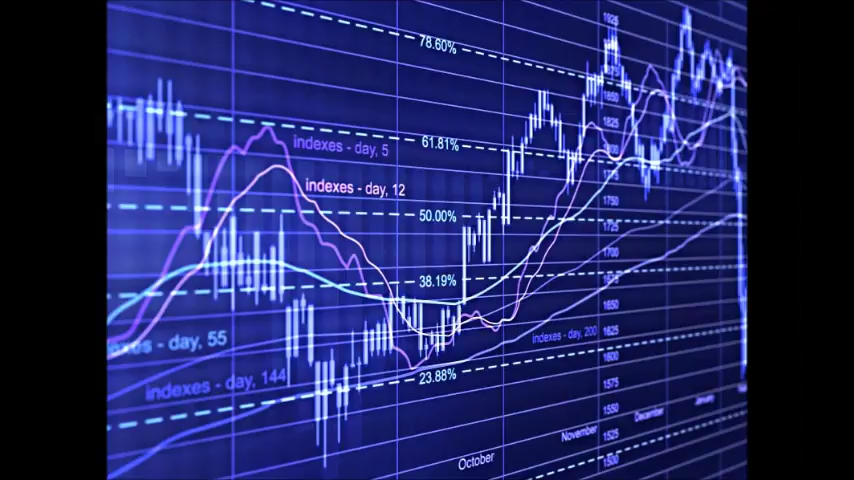 78.60%
61.81%
50.00%
38.19%
23.88%
indexes - day, 5
indexes - day, 12
indexes - day, 55
indexes - day, 144
indexes - day, 200
1925
1850
1825
1800
1750
1725
1700
1675
1650
1625
1600
1575
1550
1525
1500
October
November
December
January